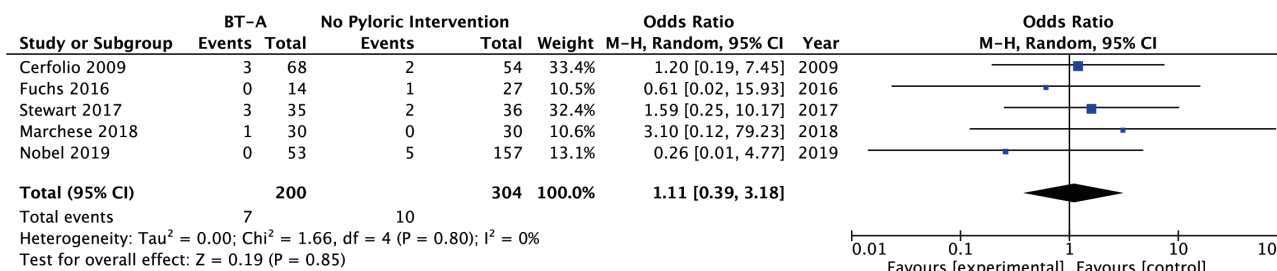 BT-A No Pyloric Intervention Odds Ratio Odds Ratio
Study or Subgroup Events Total Events Total Weight M-H, Random, 95% CI Year M-H, Random, 95% CI
Cerfolio 2009 3 68 2 54 33.4% 1.20 [0.19, 7.45] 2009
Fuchs 2016 0 14 1 27 10.5% 0.61 [0.02, 15.93] 2016
Stewart 2017 3 35 2 36 32.4% 1.59 [0.25, 10.17] 2017
Marchese 2018 1 30 0 30 10.6% 3.10 [0.12, 79.23] 2018
Nobel 2019 0 53 5 157 13.1% 0.26 [0.01, 4.77] 2019
Total (95% CI) 200 304 100.0% 1.11 [0.39, 3.18]
Total events 7 10
Heterogeneity: Tau² = 0.00; Chi² = 1.66, df = 4 (P = 0.80); I² = 0%
Test for overall effect: Z = 0.19 (P = 0.85)
0.01 0.1 1 10
Favours [experimental] Favours [control]